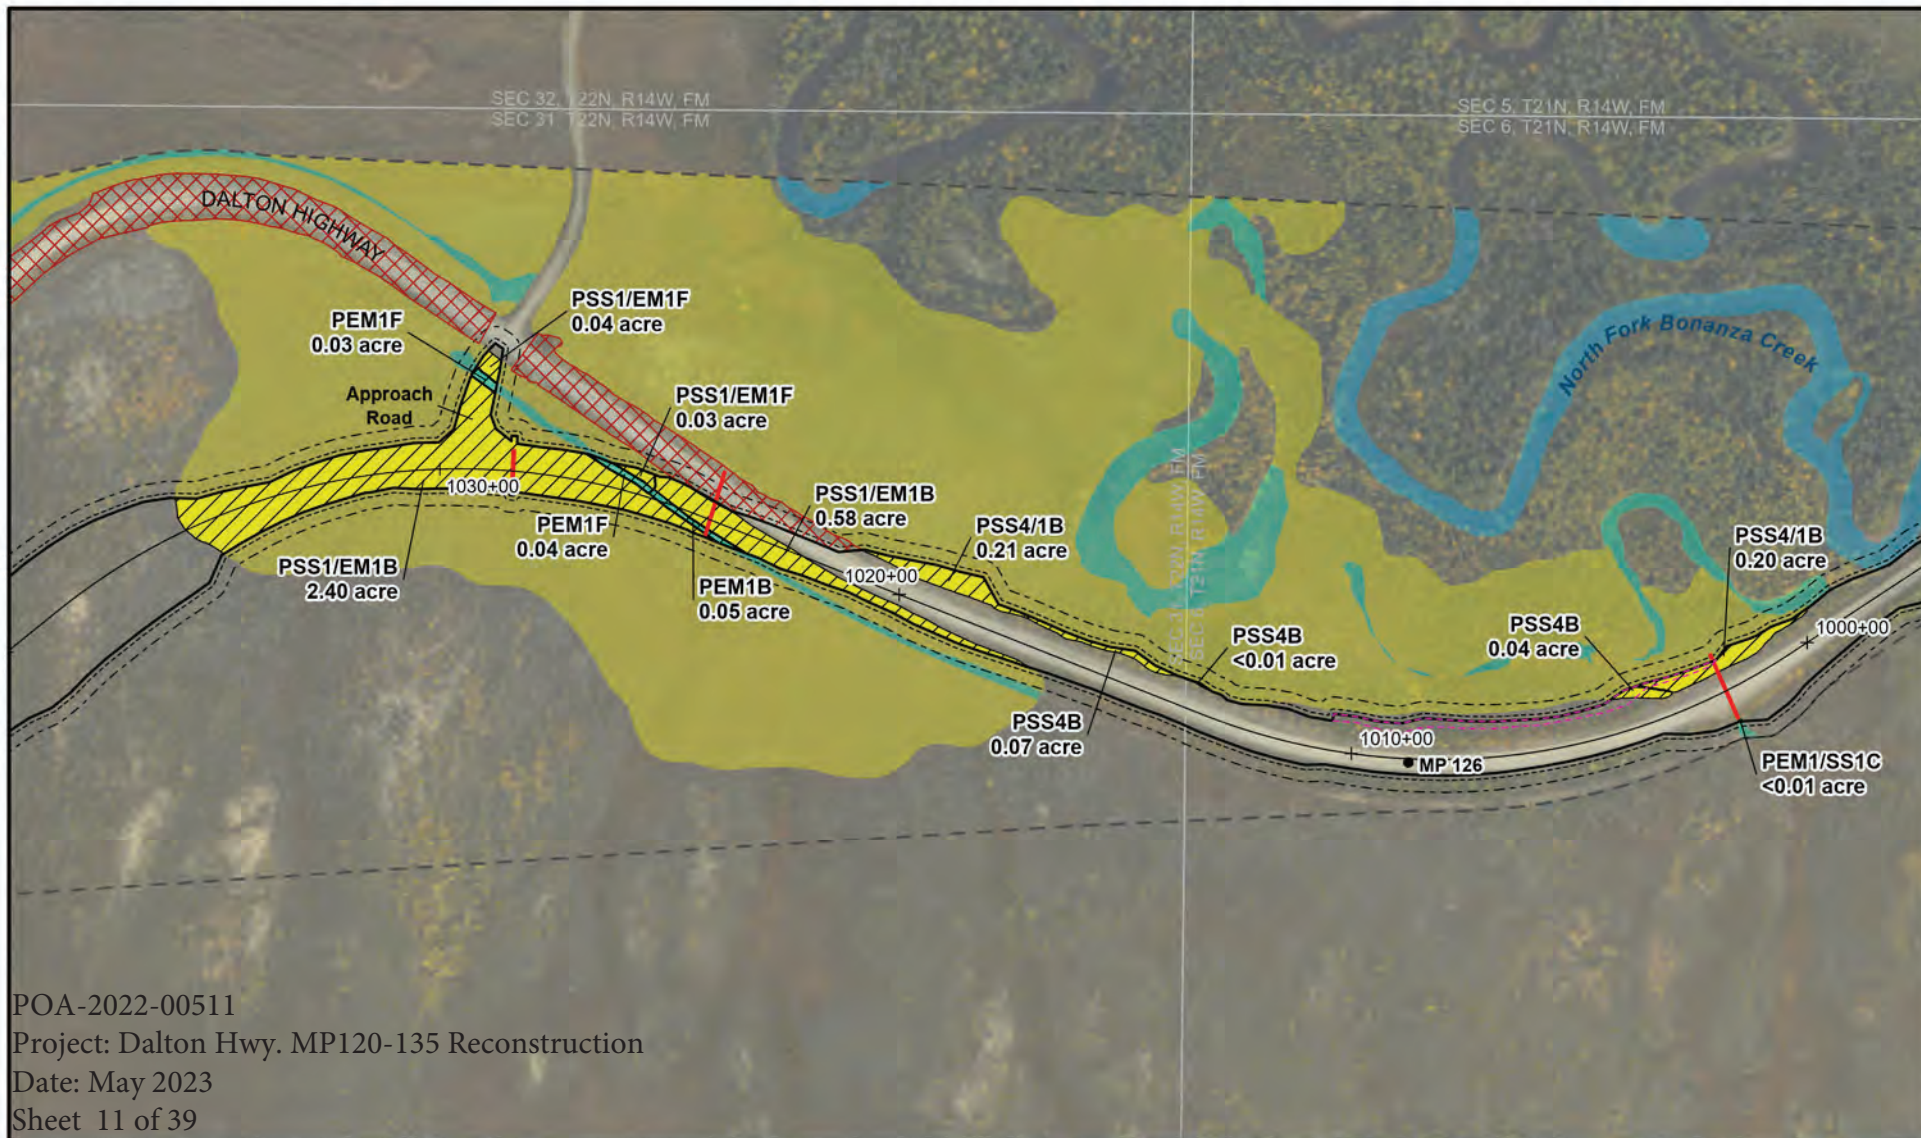 SEC 32, T22N, R14W, FM
SEC 31, T22N, R14W, FM
SEC 5, T21N, R14W, FM
SEC 6, T21N, R14W, FM
DALTON HIGHWAY
PSS1/EM1F
0.04 acre
PEM1F
0.03 acre
North Fork Bonanza Creek
Approach
Road
PSS1/EM1F
0.03 acre
1030+00
PSS1/EM1B
0.58 acre
PEM1F
0.04 acre
PSS4/1B
0.21 acre
PSS4/1B
0.20 acre
PSS1/EM1B
2.40 acre
PEM1B
0.05 acre
1020+00
PSS4B
<0.01 acre
PSS4B
0.04 acre
1000+00
PSS4B
0.07 acre
1010+00
MP 126
PEM1/SS1C
<0.01 acre
POA-2022-00511
Project: Dalton Hwy. MP120-135 Reconstruction
Date: May 2023
Sheet 11 of 39